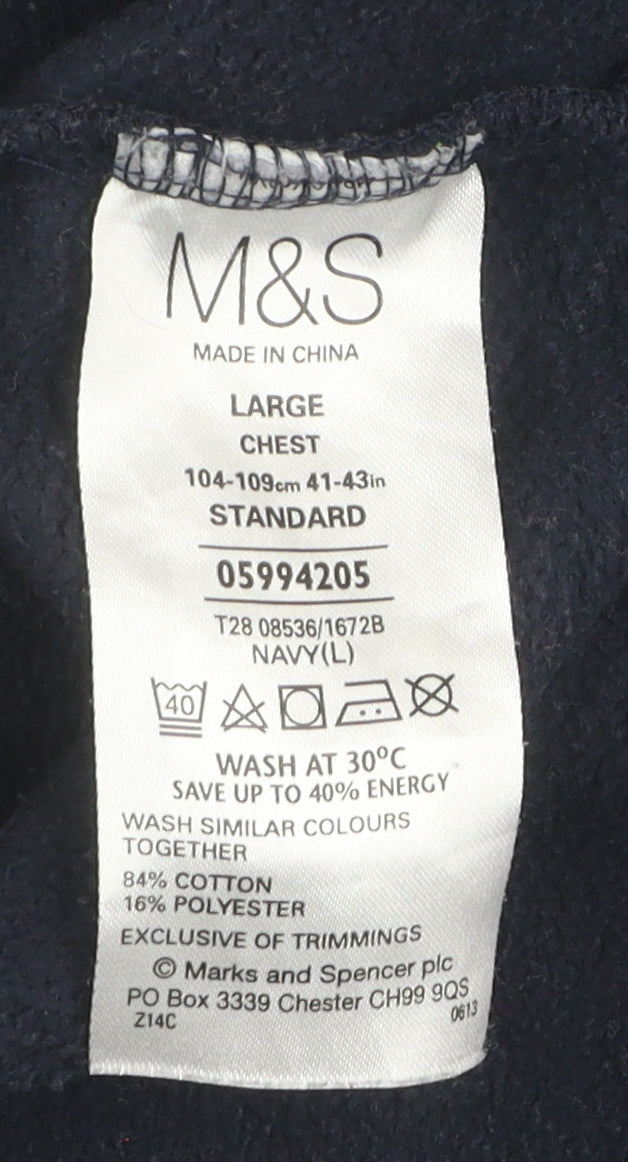 M&S
MADE IN CHINA
LARGE
CHEST
104-109cm 41-43in
STANDARD
05994205
T28 08536/1672B
NAVY(L)
40
WASH AT 30°C
SAVE UP TO 40% ENERGY
WASH SIMILAR COLOURS
TOGETHER
84% COTTON
16% POLYESTER
EXCLUSIVE OF TRIMMINGS
© Marks and Spencer plc
PO Box 3339 Chester CH99 9QS
Z14C 0613